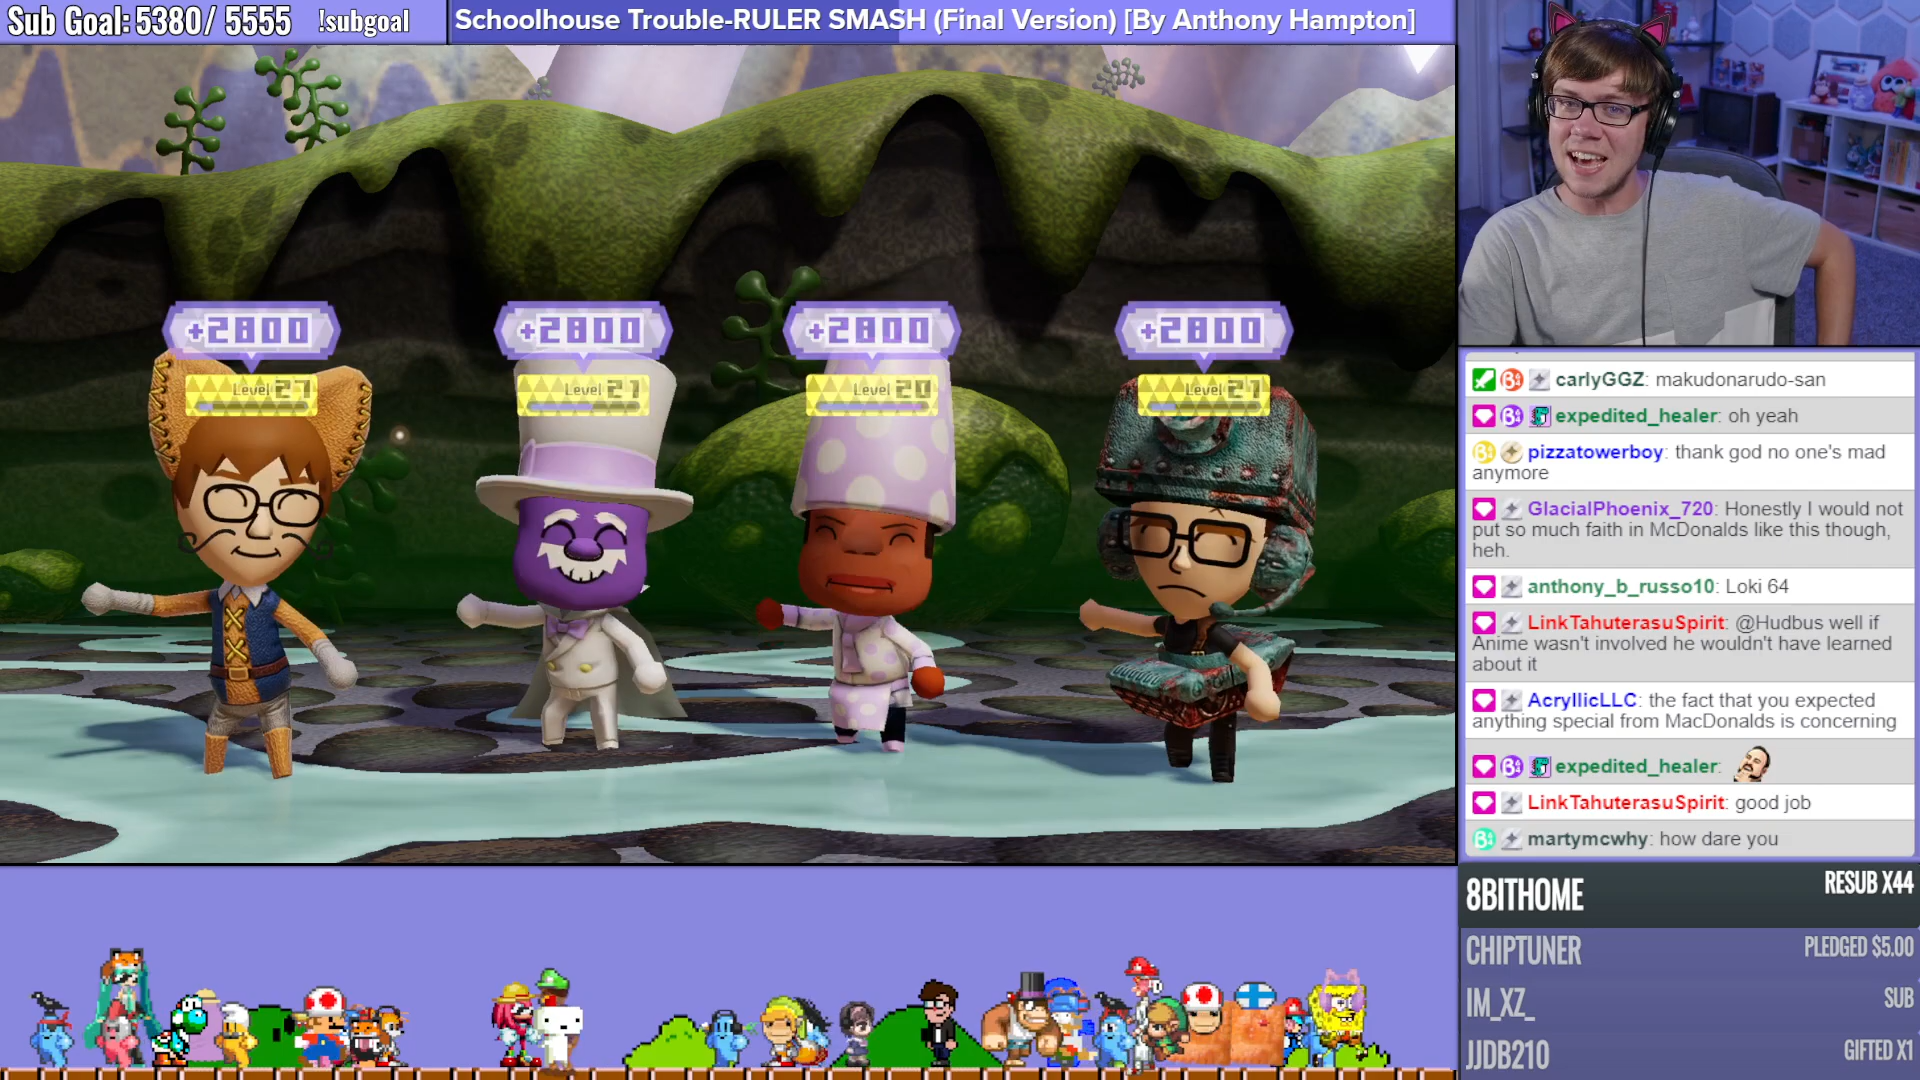 Sub Goal: 5380/ 5555 !subgoal
Schoolhouse Trouble-RULER SMASH (Final Version) [By Anthony Hampton]
+2800 +2800 +2800 +2800
Level 27 Level 21 Level 20 Level 21
carlyGGZ: makudonarudo-san
expedited_healer: oh yeah
pizzatowerboy: thank god no one's mad
anymore
GlacialPhoenix_720: Honestly I would not
put so much faith in McDonalds like this though,
heh.
anthony_b_russo10: Loki 64
LinkTahuterasuSpirit: @Hudbus well if
Anime wasn't involved he wouldn't have learned
about it
AcryllicLLC: the fact that you expected
anything special from MacDonalds is concerning
expedited_healer:
LinkTahuterasuSpirit: good job
martymcwhy: how dare you
8BITHOME RESUB X44
CHIPTUNER PLEDGED $5.00
IM_XZ_ SUB
JJDB210 GIFTED X1